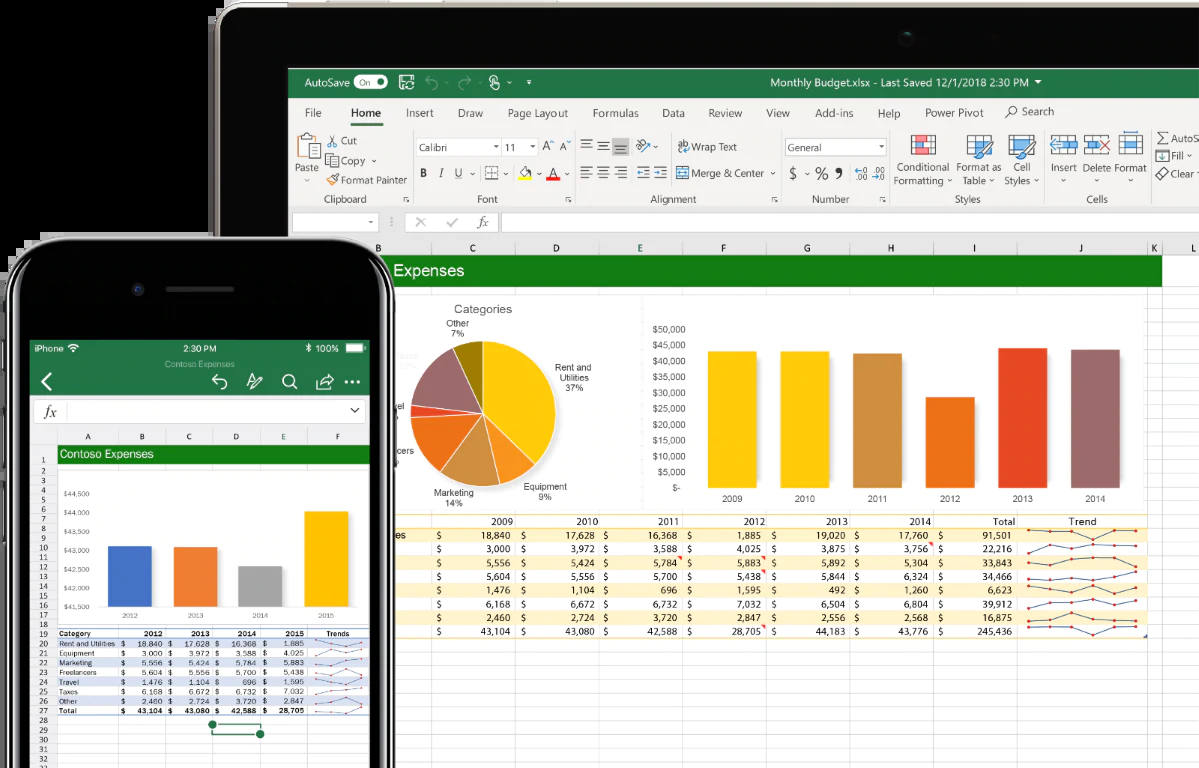 AutoSave On Monthly Budget.xlsx - Last Saved 12/1/2018 2:30 PM
File Home Insert Draw Page Layout Formulas Data Review View Add-ins Help Power Pivot Search
Paste
Cut
Copy
Format Painter
Clipboard
Calibri 11
B I U
Font
ab Wrap Text
Merge & Center
Alignment
General
$ % 9
Number
Conditional Formatting
Format as Table
Cell Styles
Styles
Insert Delete Format
Cells
Fill
Clear
fx
B C D E F G H I J K L
Expenses
Categories
Other
7%
Rent and
Utilities
37%
Equipment
9%
Marketing
14%
$50,000
$45,000
$40,000
$35,000
$30,000
$25,000
$20,000
$15,000
$10,000
$5,000
$-
2009 2010 2011 2012 2013 2014
2009 2010 2011 2012 2013 2014 Total Trend
es $ 18,840 $ 17,628 $ 16,368 $ 1,885 $ 19,020 $ 17,760 $ 91,501
$ 3,000 $ 3,972 $ 3,588 $ 4,025 $ 3,875 $ 3,756 $ 22,216
$ 5,556 $ 5,424 $ 5,784 $ 5,883 $ 5,892 $ 5,304 $ 33,843
$ 5,604 $ 5,556 $ 5,700 $ 5,438 $ 5,844 $ 6,324 $ 34,466
$ 1,476 $ 1,104 $ 696 $ 1,595 $ 492 $ 1,260 $ 6,623
$ 6,168 $ 6,672 $ 6,732 $ 7,032 $ 6,504 $ 6,804 $ 39,912
$ 2,460 $ 2,724 $ 3,720 $ 2,847 $ 2,556 $ 2,568 $ 16,875
$ 43,104 $ 43,080 $ 42,588 $ 28,705 $ 44,183 $ 43,776 $ 245,436
iPhone 2:30 PM 100%
Contoso Expenses
fx
A B C D E F
Contoso Expenses
$44,500
$44,000
$43,500
$43,000
$42,500
$42,000
$41,500
2012 2013 2014 2015
19 Category 2012 2013 2014 2015 Trends
20 Rent and Utilities $ 18,840 $ 17,628 $ 16,368 $ 1,885
21 Equipment $ 3,000 $ 3,972 $ 3,588 $ 4,025
22 Marketing $ 5,556 $ 5,424 $ 5,784 $ 5,883
23 Freelancers $ 5,604 $ 5,556 $ 5,700 $ 5,438
24 Travel $ 1,476 $ 1,104 $ 696 $ 1,595
25 Taxes $ 6,168 $ 6,672 $ 6,732 $ 7,032
26 Other $ 2,460 $ 2,724 $ 3,720 $ 2,847
27 Total $ 43,104 $ 43,080 $ 42,588 $ 28,705
28
29
30
31
32